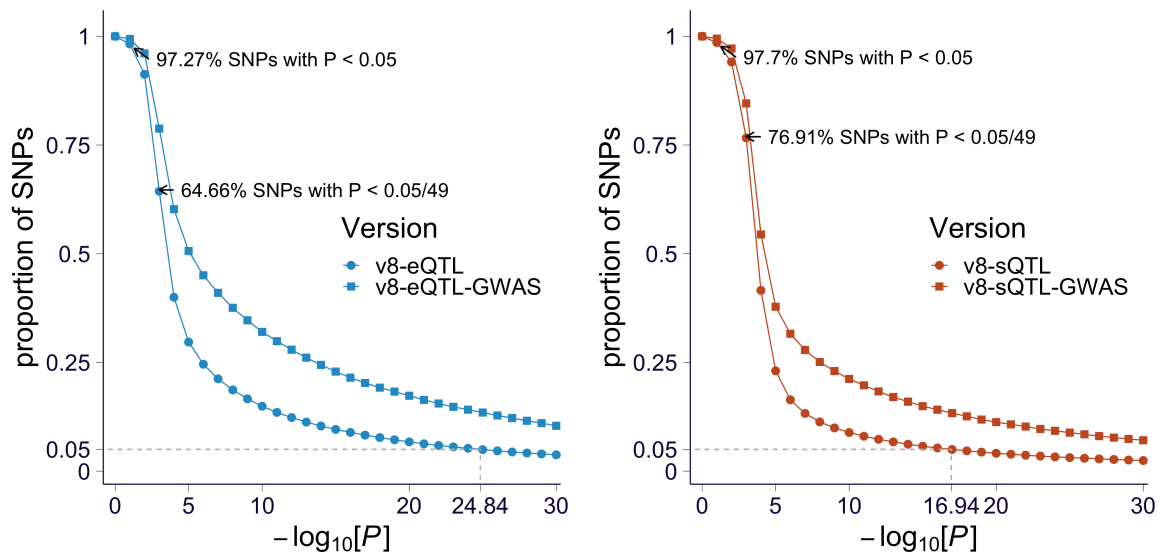 1
97.27% SNPs with P < 0.05
0.75
64.66% SNPs with P < 0.05/49
proportion of SNPs
Version
0.5
v8-eQTL
v8-eQTL-GWAS
0.25
0.05
0
0 5 10 20 24.84 30
−log10[P]
1
97.7% SNPs with P < 0.05
0.75
76.91% SNPs with P < 0.05/49
proportion of SNPs
Version
0.5
v8-sQTL
v8-sQTL-GWAS
0.25
0.05
0
0 5 10 16.94 20 30
−log10[P]